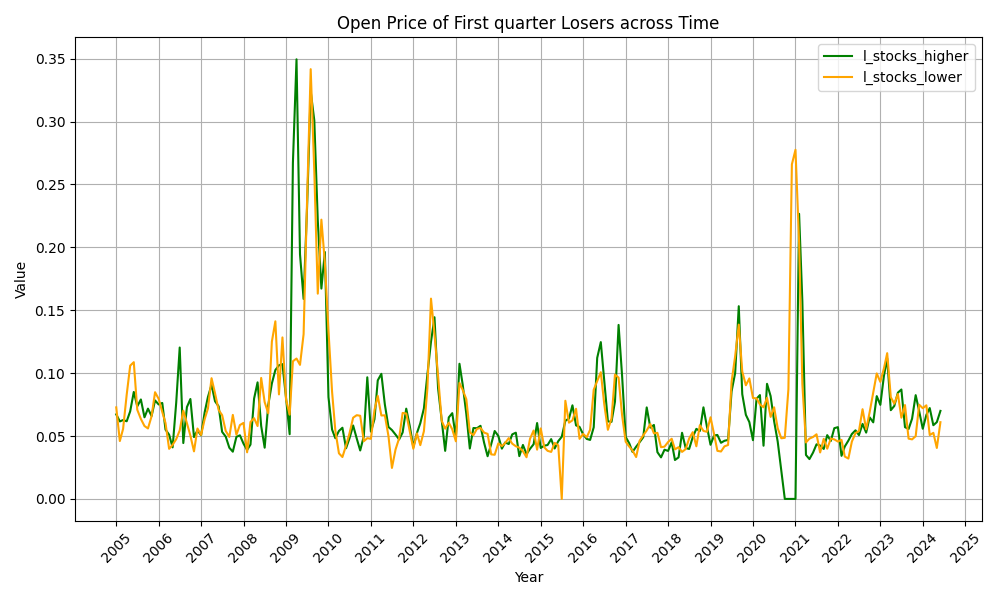 Open Price of First quarter Losers across Time
l_stocks_higher
l_stocks_lower
Value
0.35
0.30
0.25
0.20
0.15
0.10
0.05
0.00
2005 2006 2007 2008 2009 2010 2011 2012 2013 2014 2015 2016 2017 2018 2019 2020 2021 2022 2023 2024 2025
Year